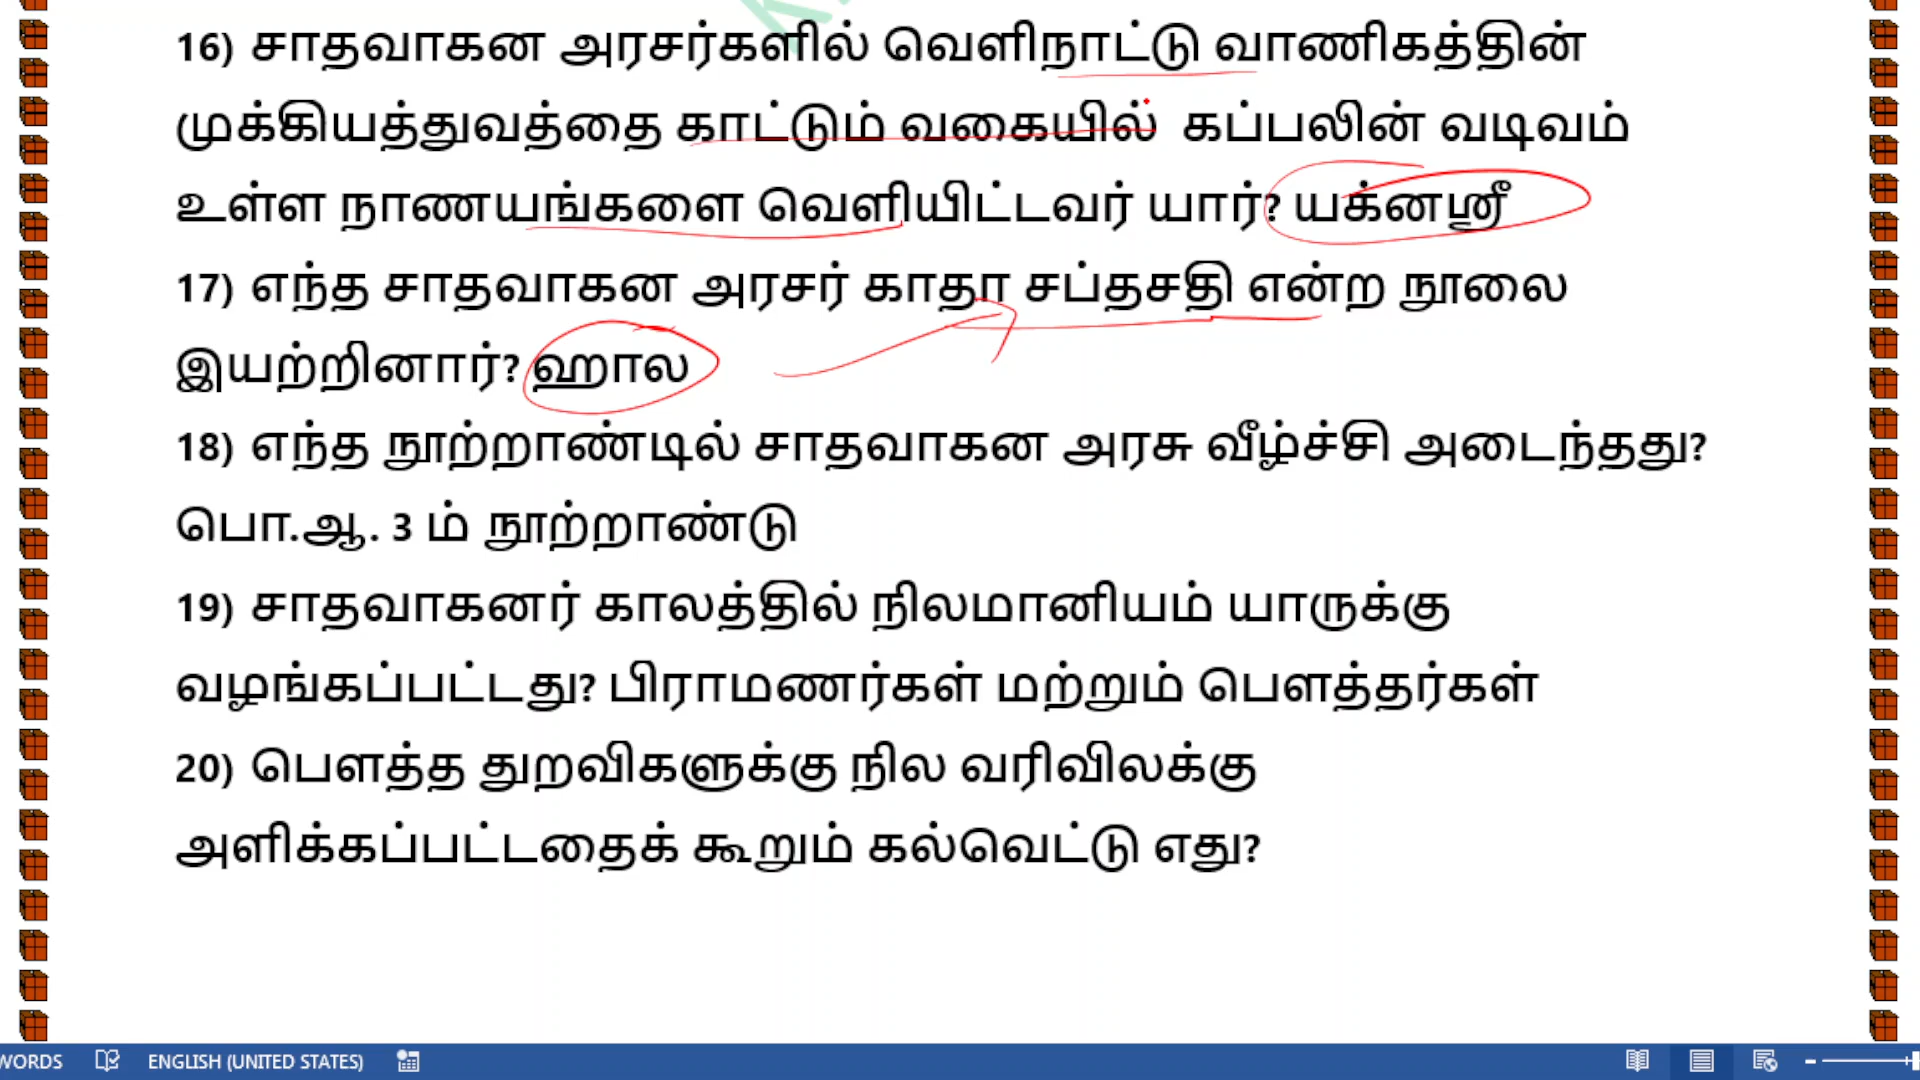 16) சாதவாகன அரசர்களில் வெளிநாட்டு வாணிகத்தின்
முக்கியத்துவத்தை காட்டும் வகையில் கப்பலின் வடிவம்
உள்ள நாணயங்களை வெளியிட்டவர் யார்? யக்னஸ்ரீ
17) எந்த சாதவாகன அரசர் காதா சப்தசதி என்ற நூலை
இயற்றினார்? ஹால
18) எந்த நூற்றாண்டில் சாதவாகன அரசு வீழ்ச்சி அடைந்தது?
பொ.ஆ. 3 ம் நூற்றாண்டு
19) சாதவாகனர் காலத்தில் நிலமானியம் யாருக்கு
வழங்கப்பட்டது? பிராமணர்கள் மற்றும் பௌத்தர்கள்
20) பௌத்த துறவிகளுக்கு நில வரிவிலக்கு
அளிக்கப்பட்டதைக் கூறும் கல்வெட்டு எது?
WORDS ENGLISH (UNITED STATES)